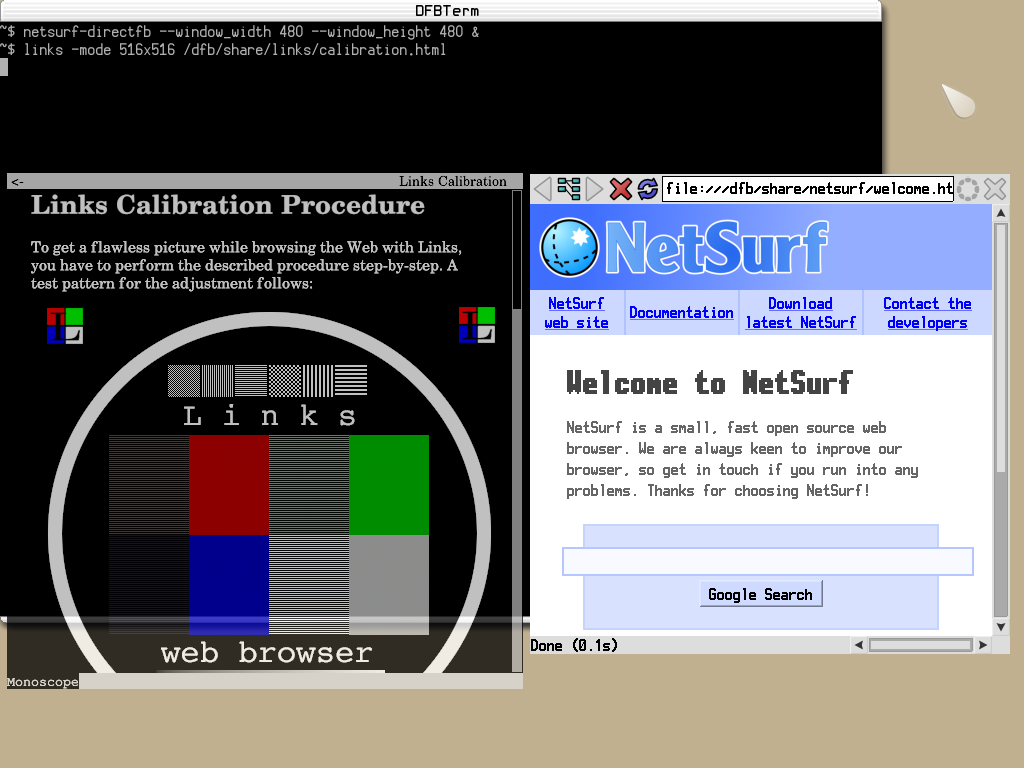 DFBTerm
~$ netsurf-directfb --window_width 480 --window_height 480 &
~$ links -mode 516x516 /dfb/share/links/calibration.html
<- Links Calibration
Links Calibration Procedure
To get a flawless picture while browsing the Web with Links,
you have to perform the described procedure step-by-step. A
test pattern for the adjustment follows:
Links
web browser
Monoscope
file:///dfb/share/netsurf/welcome.ht
NetSurf
NetSurf
web site
Documentation
Download
latest NetSurf
Contact the
developers
Welcome to NetSurf
NetSurf is a small, fast open source web
browser. We are always keen to improve our
browser, so get in touch if you run into any
problems. Thanks for choosing NetSurf!
Google Search
Done (0.1s)